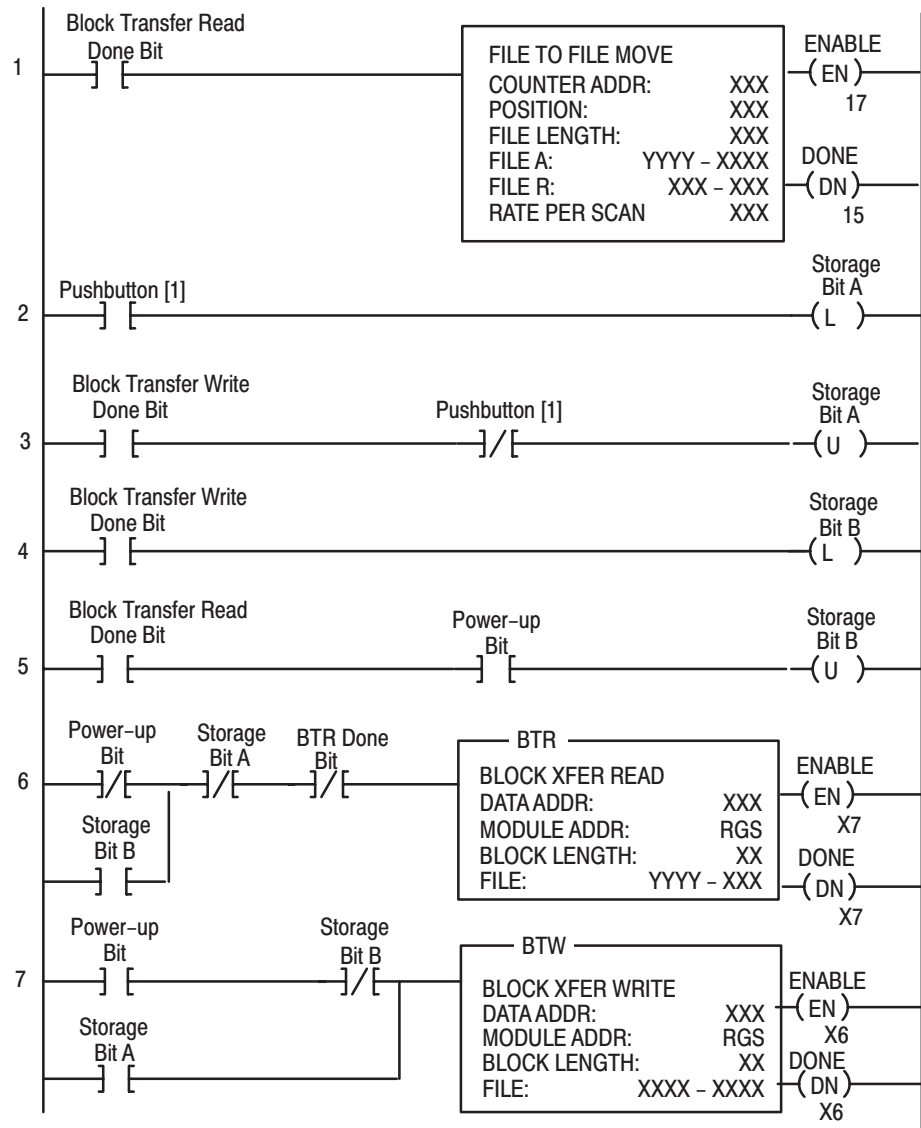 Block Transfer Read
Done Bit
1
FILE TO FILE MOVE
COUNTER ADDR: XXX
POSITION: XXX
FILE LENGTH: XXX
FILE A: YYYY – XXXX
FILE R: XXX – XXX
RATE PER SCAN XXX
ENABLE
EN
17
DONE
DN
15
2
Pushbutton [1]
Storage
Bit A
L
3
Block Transfer Write
Done Bit
Pushbutton [1]
Storage
Bit A
U
4
Block Transfer Write
Done Bit
Storage
Bit B
L
5
Block Transfer Read
Done Bit
Power–up
Bit
Storage
Bit B
U
6
Power–up
Bit
Storage
Bit A
BTR Done
Bit
Storage
Bit B
BTR
BLOCK XFER READ
DATA ADDR: XXX
MODULE ADDR: RGS
BLOCK LENGTH: XX
FILE: YYYY – XXX
ENABLE
EN
X7
DONE
DN
X7
7
Power–up
Bit
Storage
Bit B
Storage
Bit A
BTW
BLOCK XFER WRITE
DATA ADDR: XXX
MODULE ADDR: RGS
BLOCK LENGTH: XX
FILE: XXXX – XXXX
ENABLE
EN
X6
DONE
DN
X6